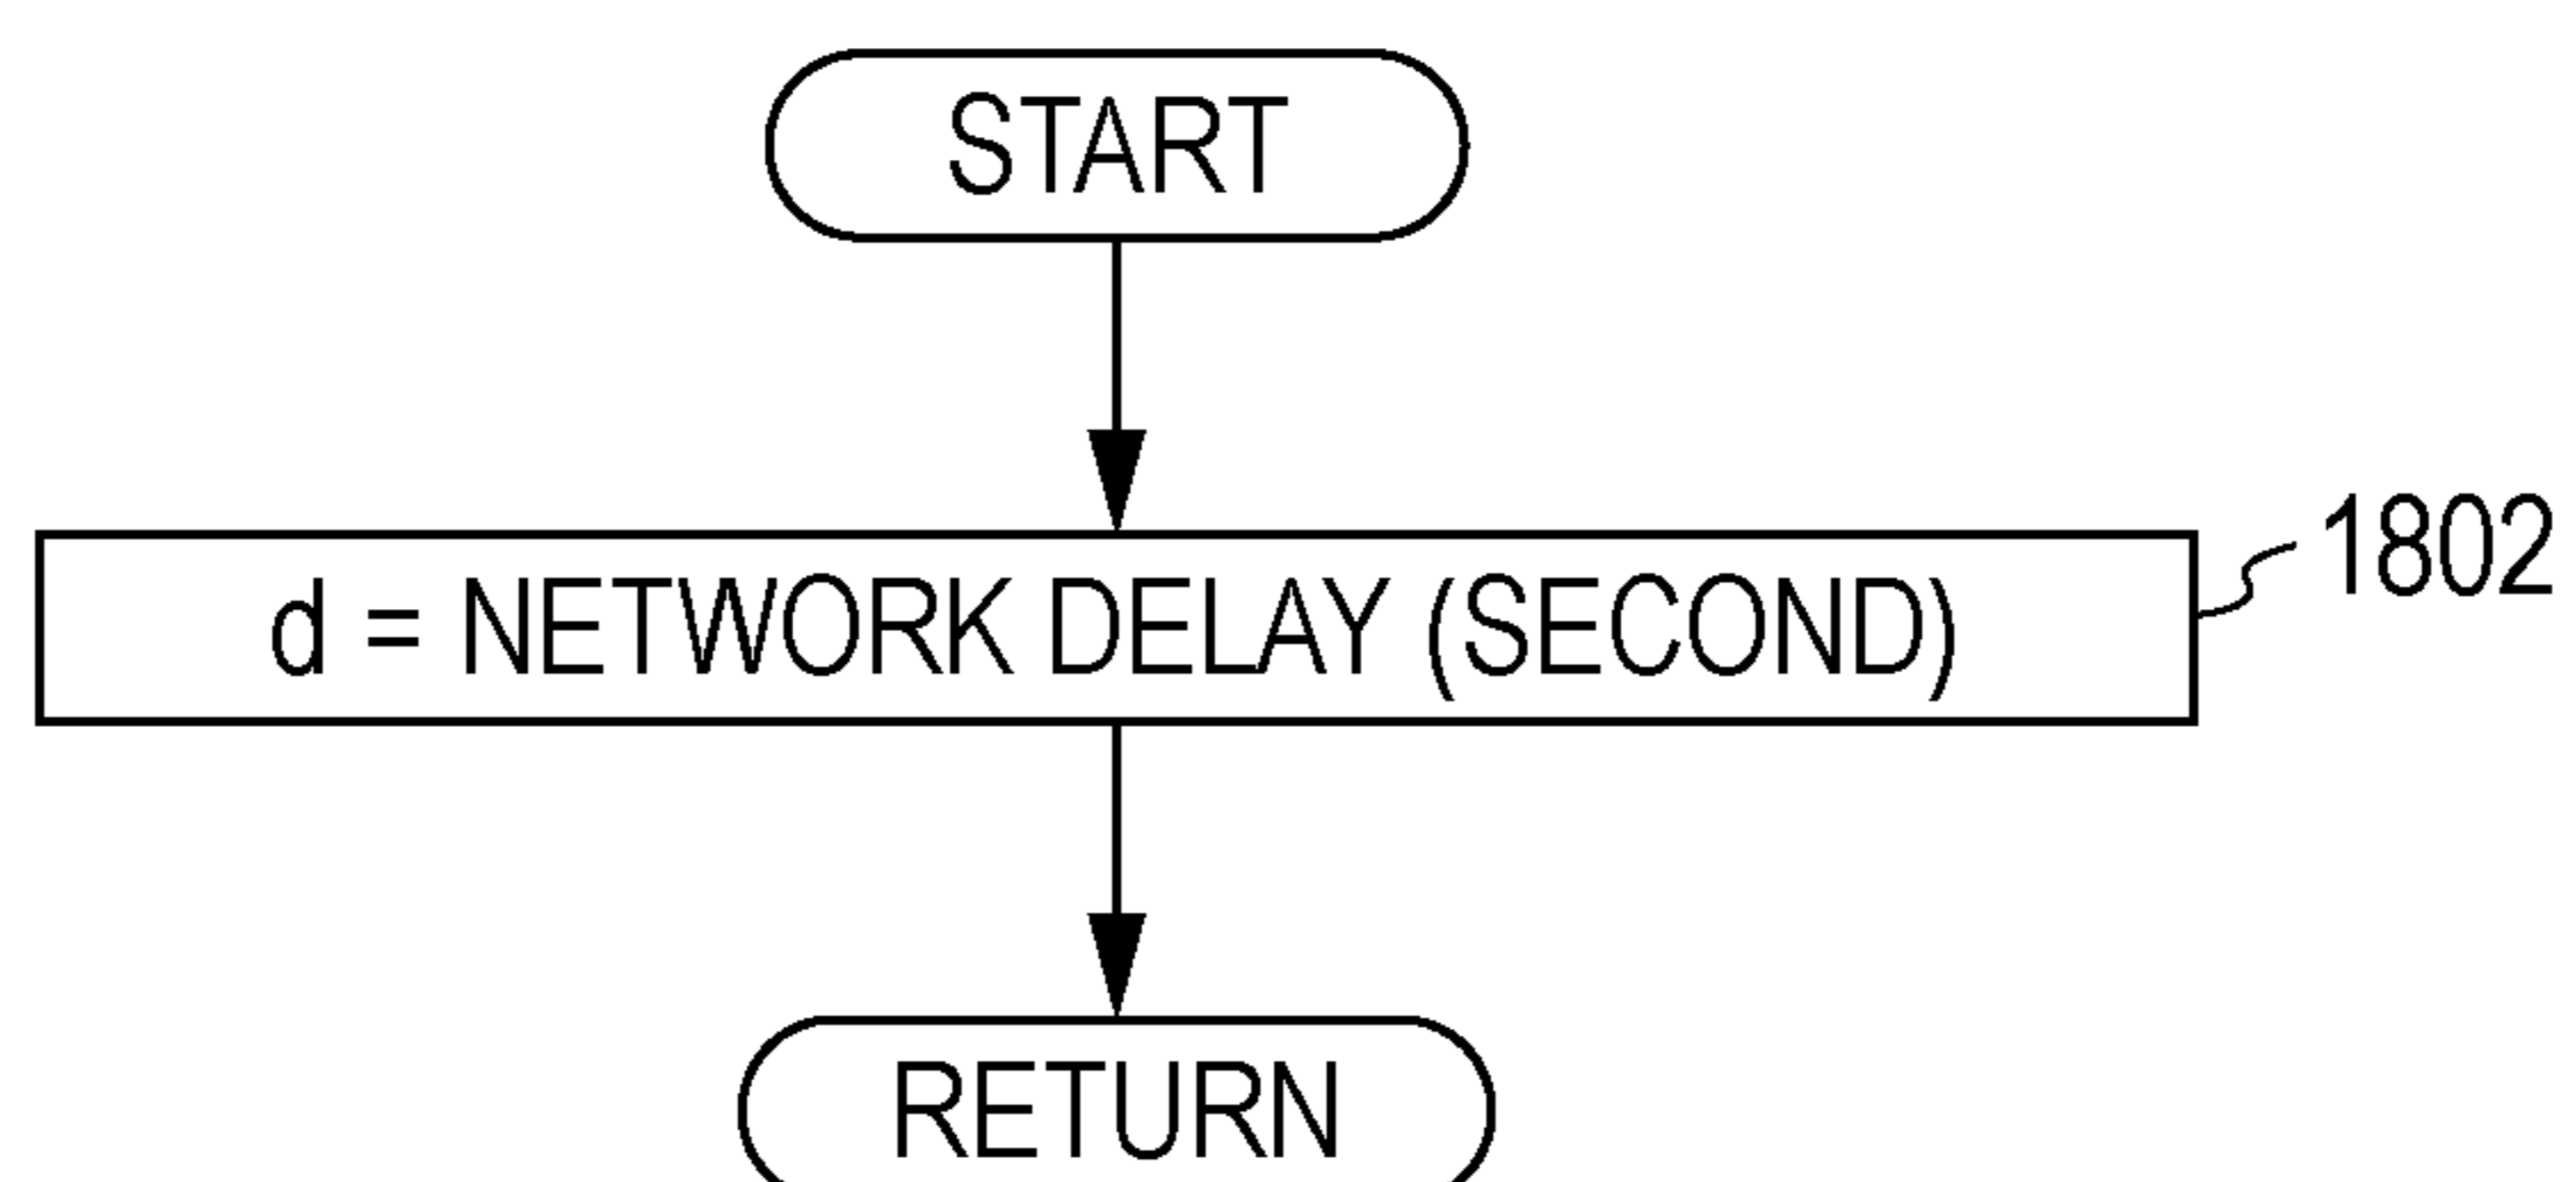 START
d = NETWORK DELAY (SECOND)
1802
RETURN